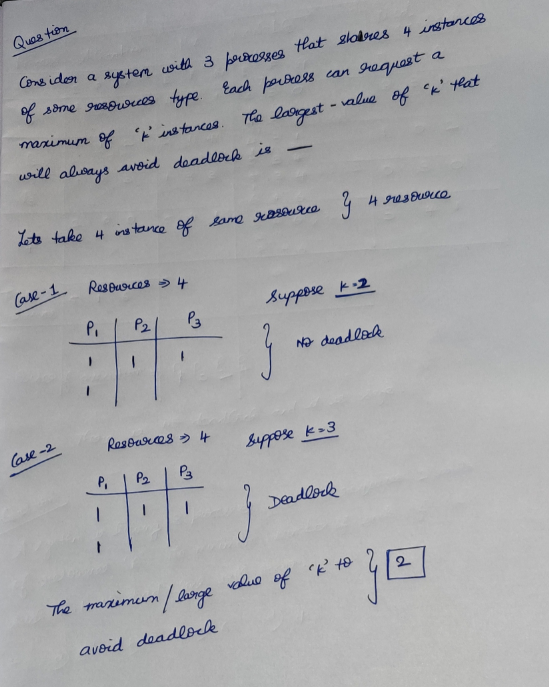 Question
Consider a system with 3 processes that shares 4 instances
of some resources type. Each process can request a
maximum of 'k' instances. The largest-value of 'k' that
will always avoid deadlock is —
Lets take 4 instance of same resource } 4 resource
Case-1 Resources ⇒ 4 Suppose k=2
P1 P2 P3
1 1 1 } No deadlock
1
Case-2 Resources ⇒ 4 Suppose k=3
P1 P2 P3
1 1 1 } Deadlock
1
The maximum/large value of 'k' to } 2
avoid deadlock